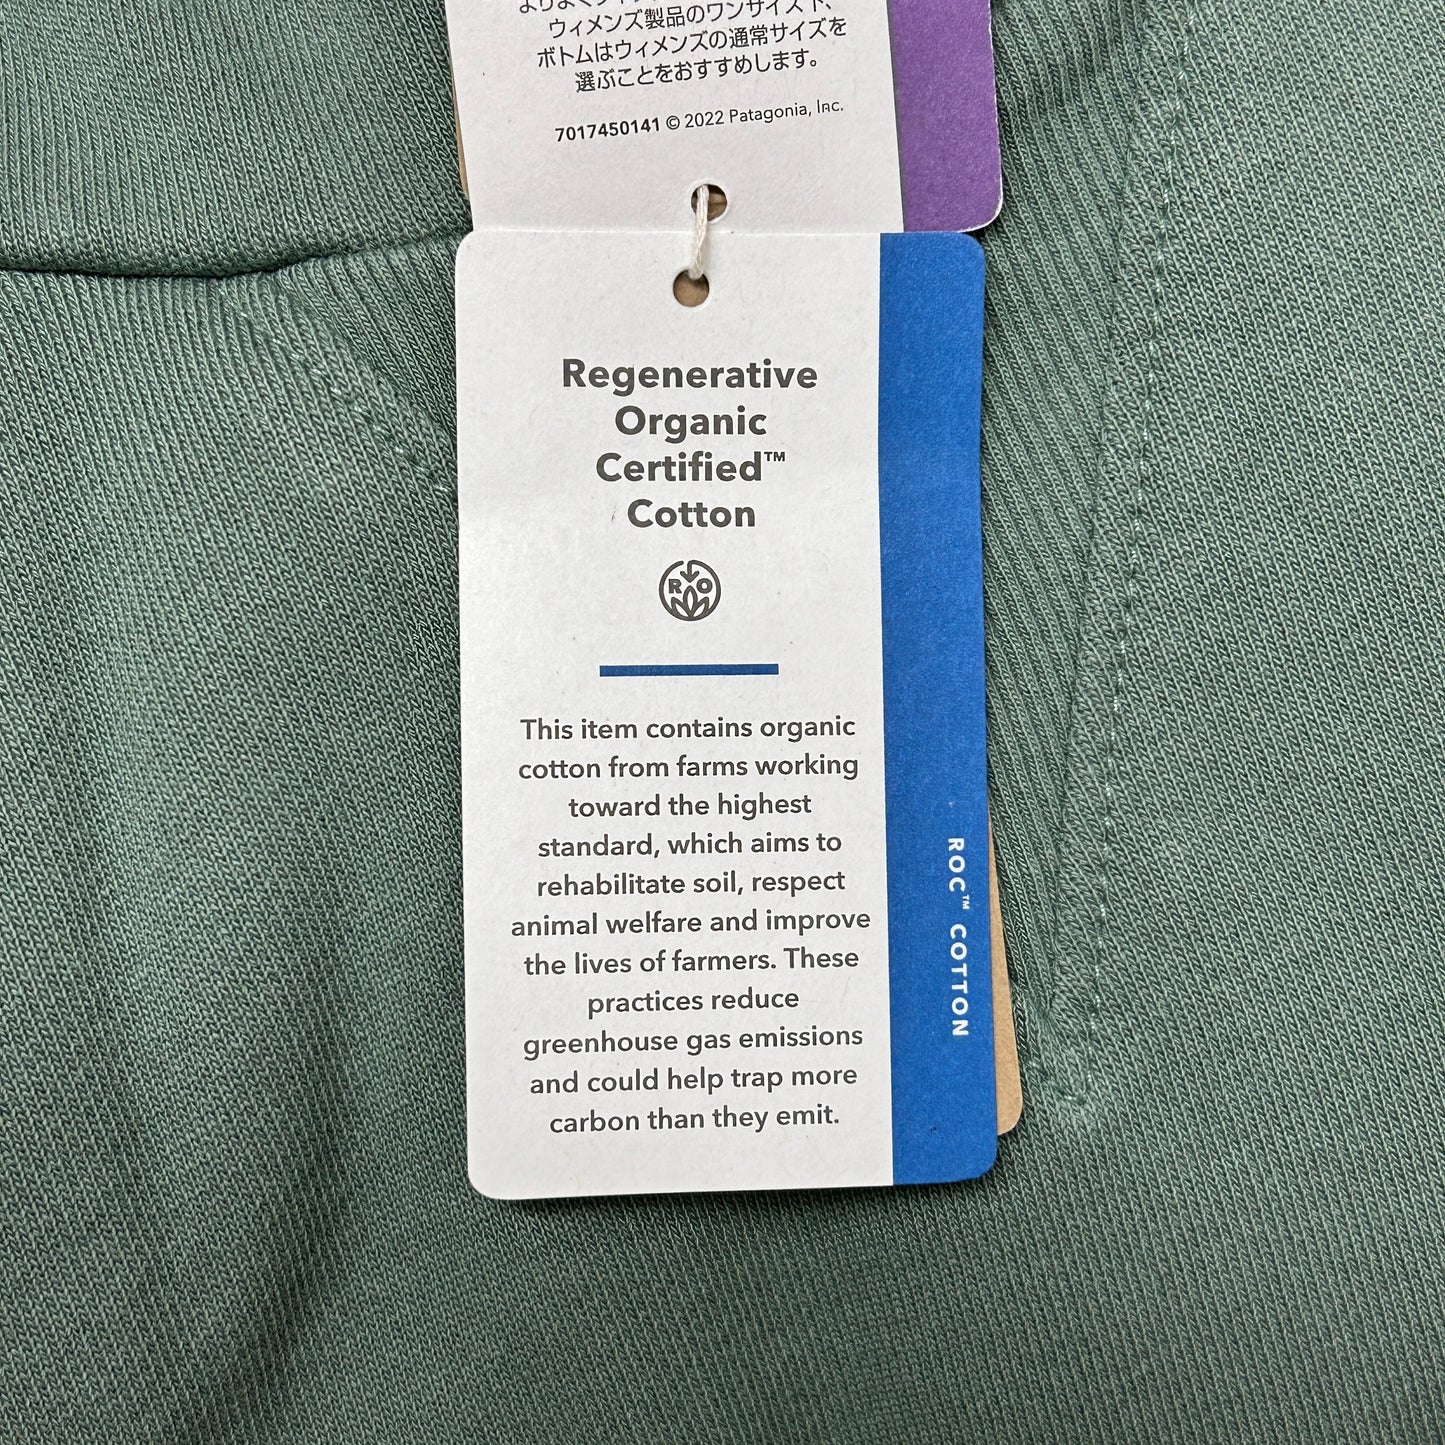 ウィメンズ製品のワンサイズ下、
ボトムはウィメンズの通常サイズを
選ぶことをおすすめします。
7017450141 © 2022 Patagonia, Inc.
Regenerative
Organic
Certified™
Cotton
R O
This item contains organic
cotton from farms working
toward the highest
standard, which aims to
rehabilitate soil, respect
animal welfare and improve
the lives of farmers. These
practices reduce
greenhouse gas emissions
and could help trap more
carbon than they emit.
ROC™ COTTON